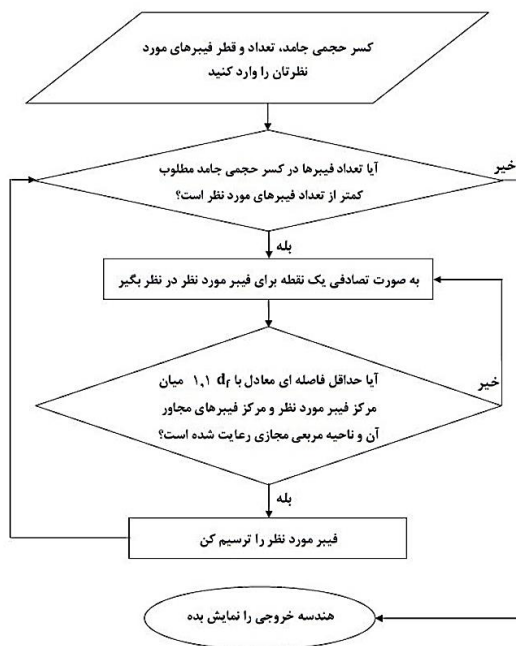 کسر حجمی جامد، تعداد و قطر فیبرهای مورد
نظرتان را وارد کنید
آیا تعداد فیبرها در کسر حجمی جامد مطلوب
کمتر از تعداد فیبرهای مورد نظر است؟
خیر
بله
به صورت تصادفی یک نقطه برای فیبر مورد نظر در نظر بگیر
آیا حداقل فاصله ای معادل با ۱,۱ df میان
مرکز فیبر مورد نظر و مرکز فیبرهای مجاور
آن و ناحیه مربعی مجازی رعایت شده است؟
خیر
بله
فیبر مورد نظر را ترسیم کن
هندسه خروجی را نمایش بده